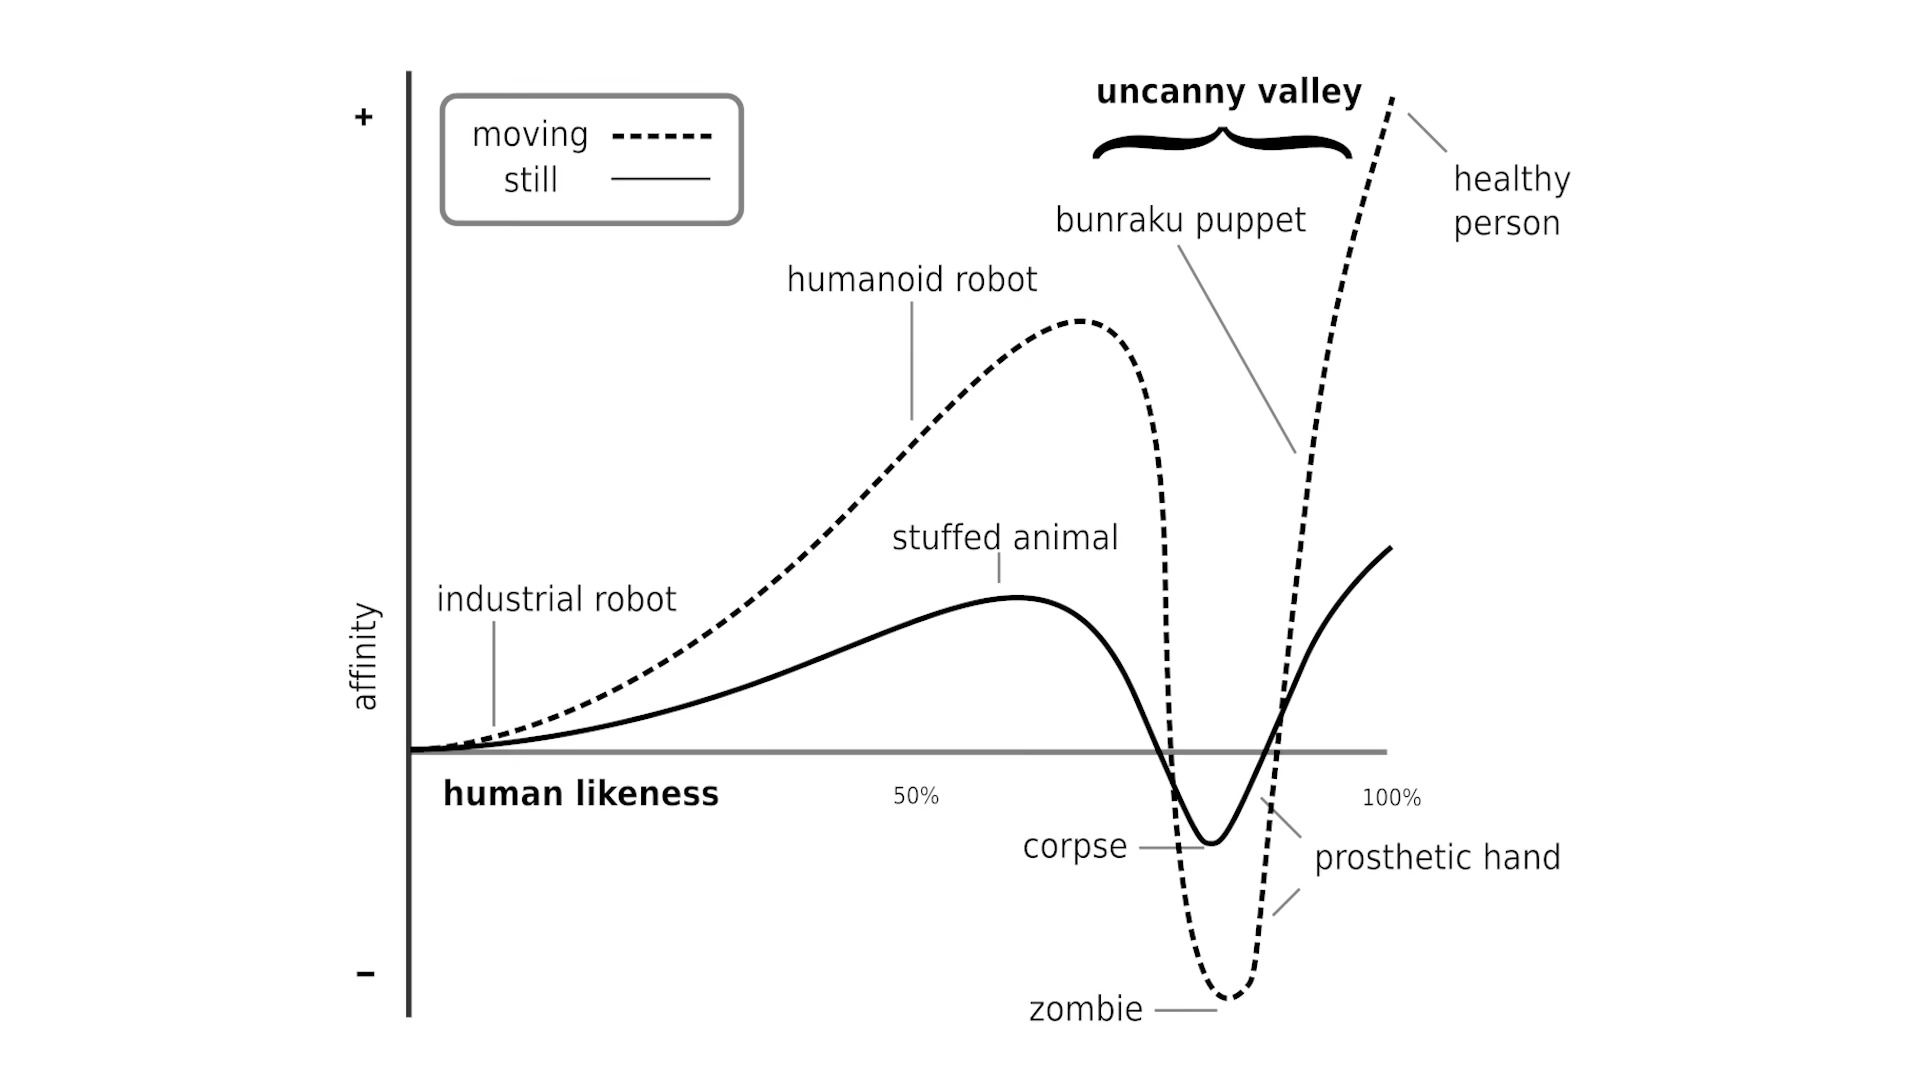 uncanny valley
+
moving
still
healthy
person
bunraku puppet
humanoid robot
stuffed animal
industrial robot
affinity
human likeness
50%
100%
corpse
prosthetic hand
–
zombie